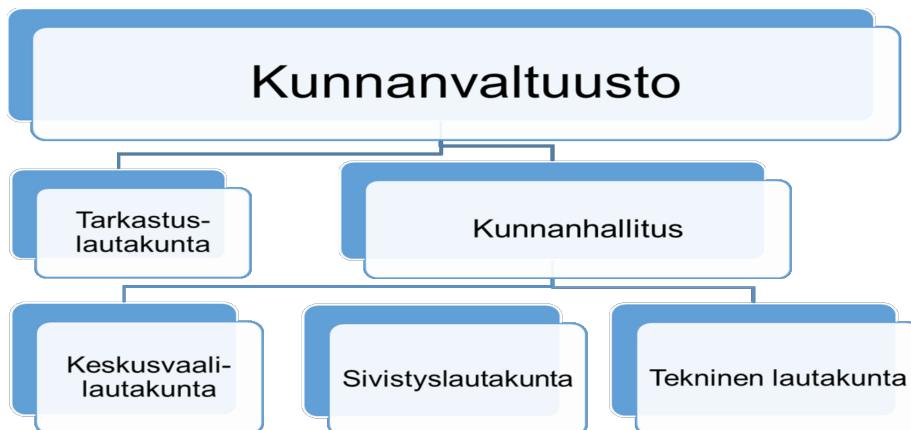 Kunnanvaltuusto
Tarkastus-
lautakunta
Kunnanhallitus
Keskusvaali-
lautakunta
Sivistyslautakunta
Tekninen lautakunta